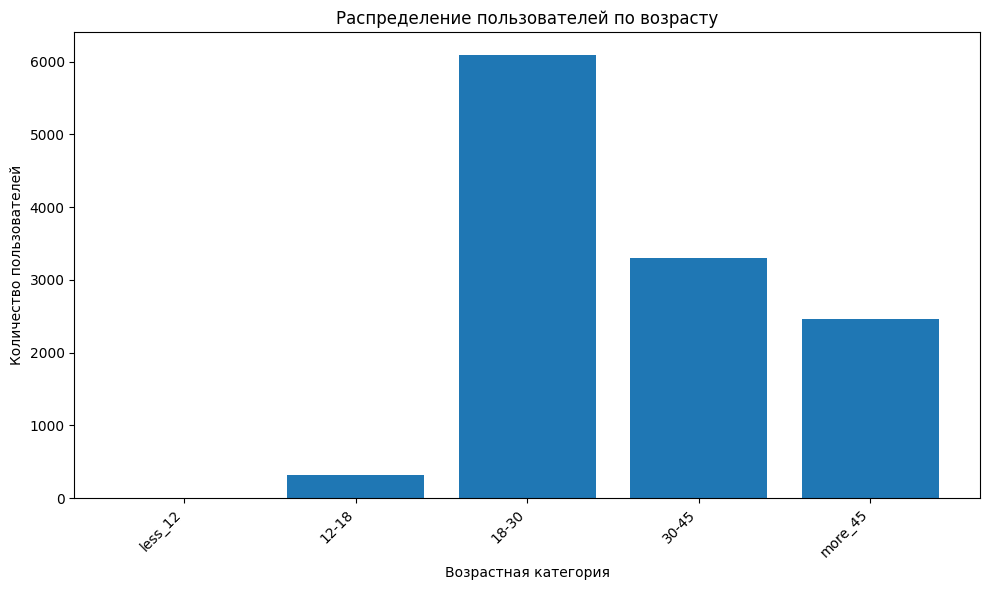 Распределение пользователей по возрасту
Количество пользователей
6000
5000
4000
3000
2000
1000
0
less_12
12-18
18-30
30-45
more_45
Возрастная категория